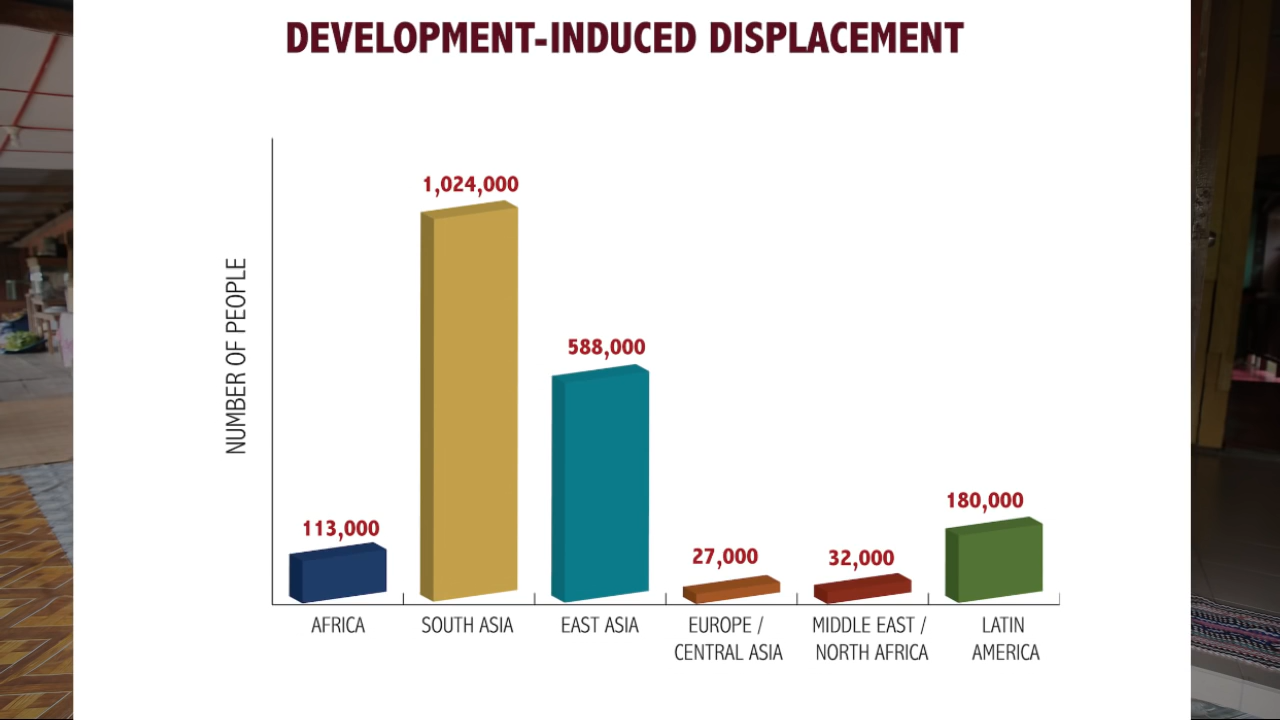 DEVELOPMENT-INDUCED DISPLACEMENT
NUMBER OF PEOPLE
113,000
1,024,000
588,000
27,000
32,000
180,000
AFRICA
SOUTH ASIA
EAST ASIA
EUROPE /
CENTRAL ASIA
MIDDLE EAST /
NORTH AFRICA
LATIN
AMERICA